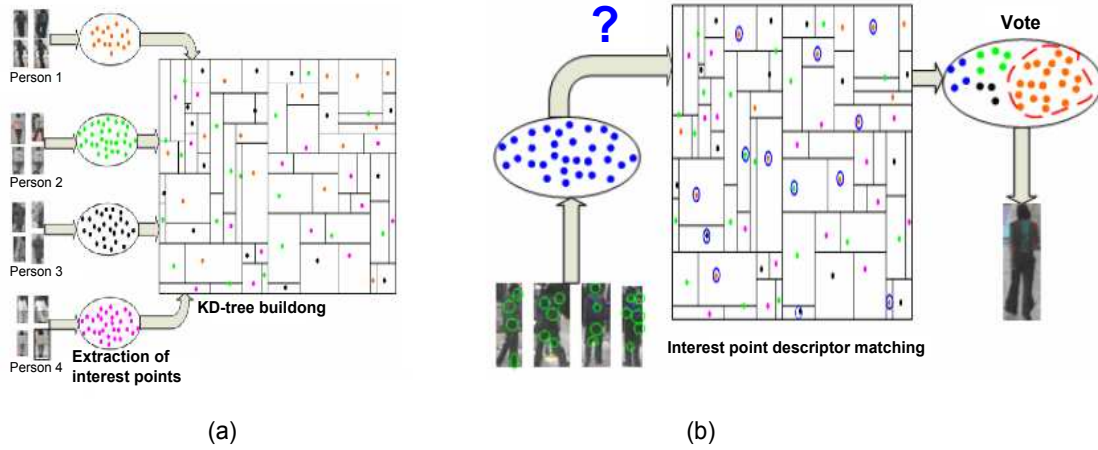 Person 1
Person 2
Person 3
Person 4
Extraction of
interest points
KD-tree buildong
(a)
?
Interest point descriptor matching
Vote
(b)